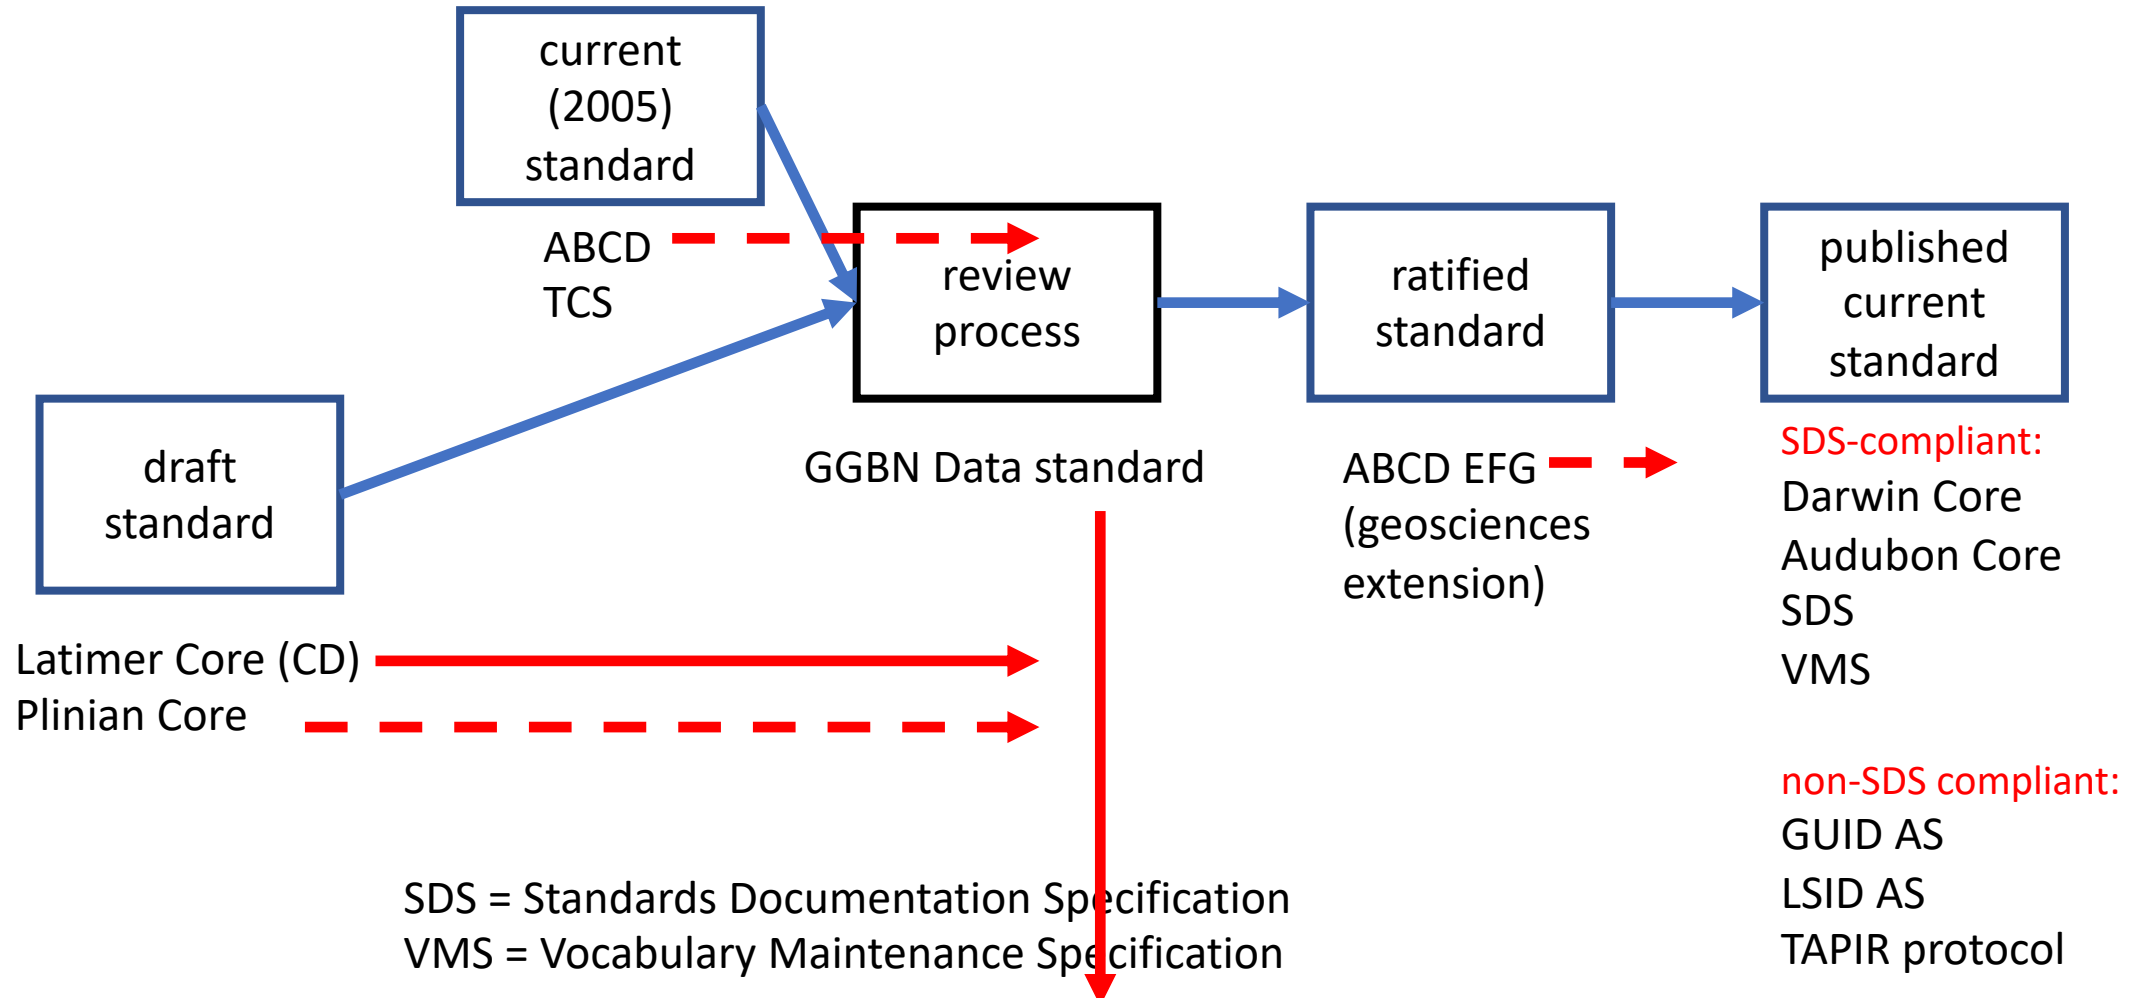 current
(2005)
standard
ABCD
TCS
review
process
ratified
standard
published
current
standard
draft
standard
GGBN Data standard
ABCD EFG
(geosciences
extension)
SDS-compliant:
Darwin Core
Audubon Core
SDS
VMS
Latimer Core (CD)
Plinian Core
non-SDS compliant:
GUID AS
LSID AS
TAPIR protocol
SDS = Standards Documentation Specification
VMS = Vocabulary Maintenance Specification